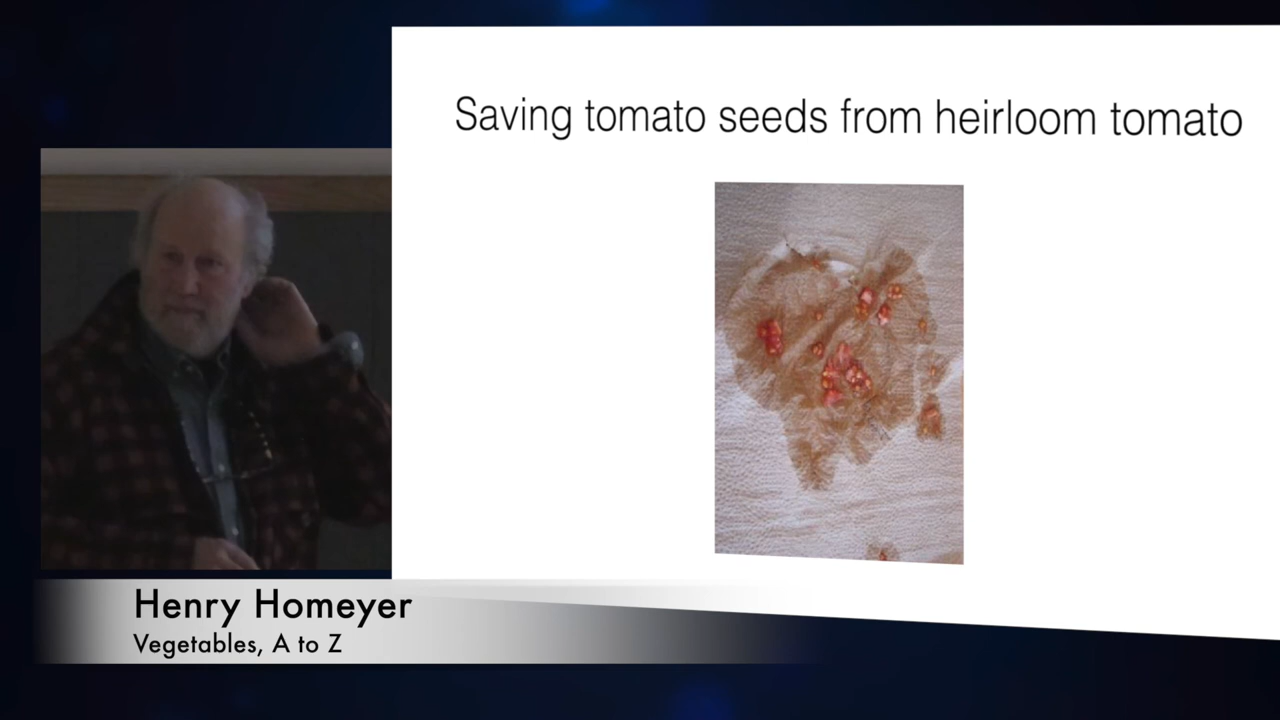 Saving tomato seeds from heirloom tomato
Henry Homeyer
Vegetables, A to Z